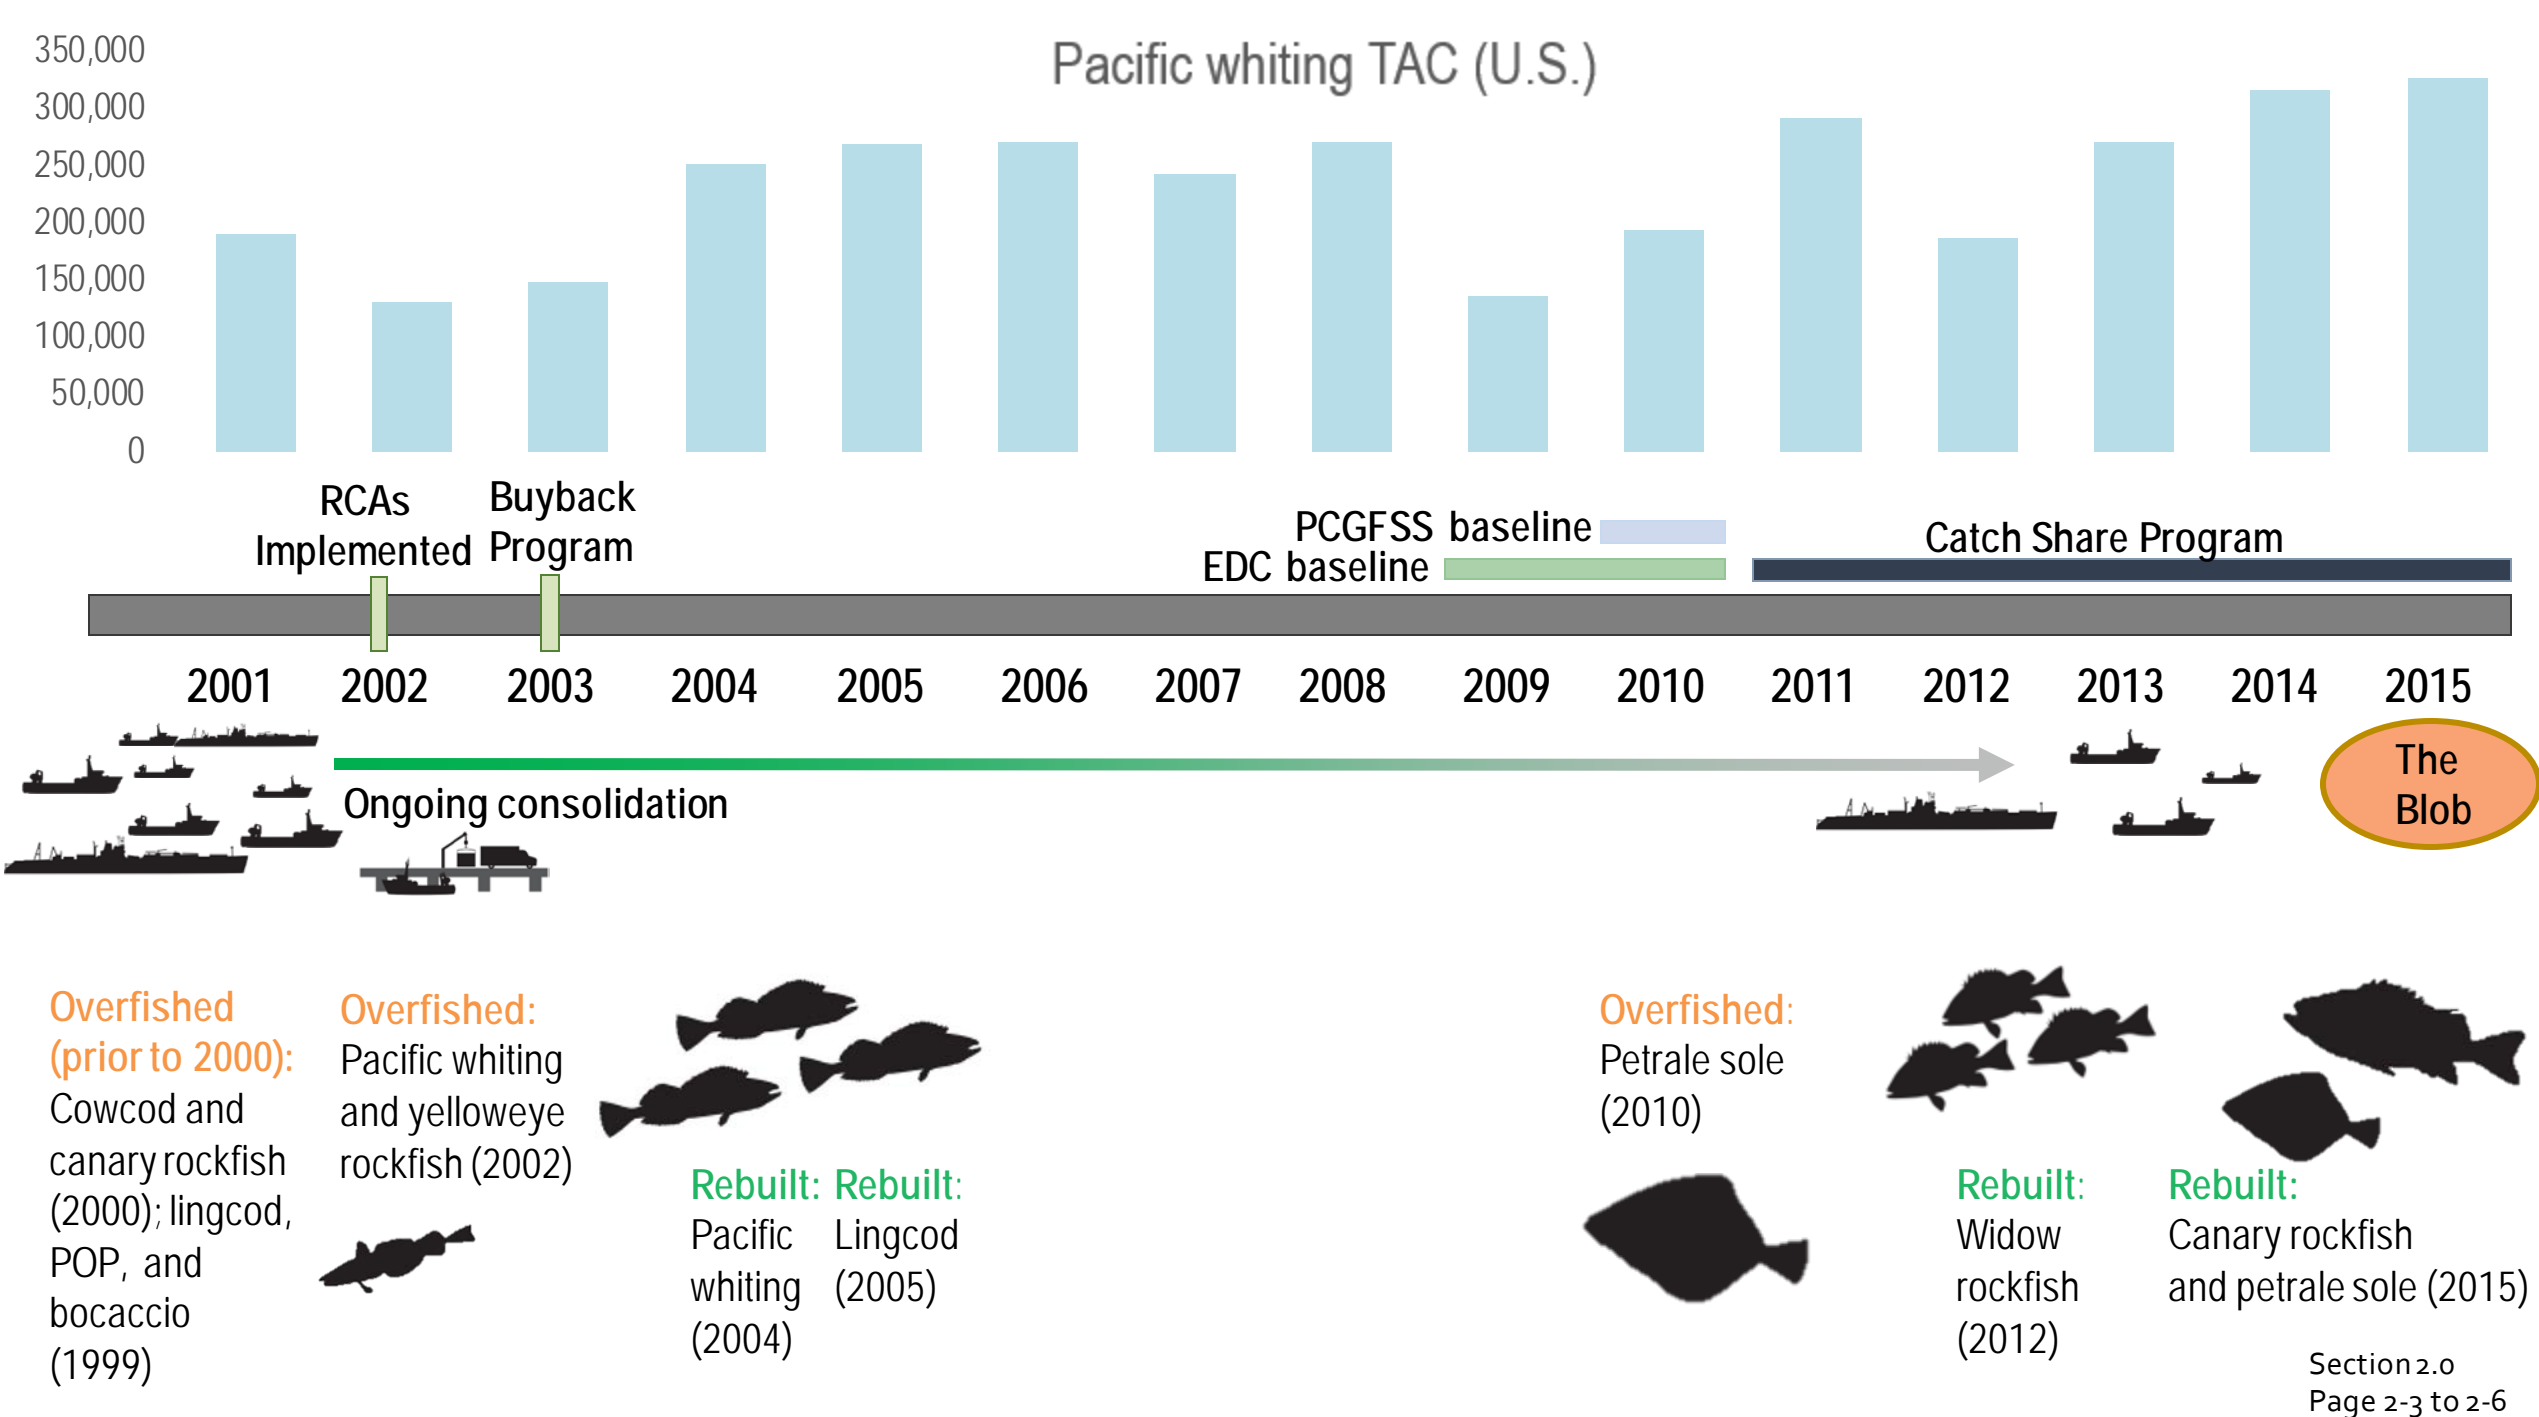 Pacific whiting TAC (U.S.)
350,000
300,000
250,000
200,000
150,000
100,000
50,000
0
RCAs
Implemented
Buyback
Program
PCGFSS baseline
EDC baseline
Catch Share Program
2001 2002 2003 2004 2005 2006 2007 2008 2009 2010 2011 2012 2013 2014 2015
Ongoing consolidation
The
Blob
Overfished
(prior to 2000):
Cowcod and
canary rockfish
(2000); lingcod,
POP, and
bocaccio
(1999)
Overfished:
Pacific whiting
and yelloweye
rockfish (2002)
Rebuilt:
Pacific
whiting
(2004)
Rebuilt:
Lingcod
(2005)
Overfished:
Petrale sole
(2010)
Rebuilt:
Widow
rockfish
(2012)
Rebuilt:
Canary rockfish
and petrale sole (2015)
Section 2.0
Page 2-3 to 2-6